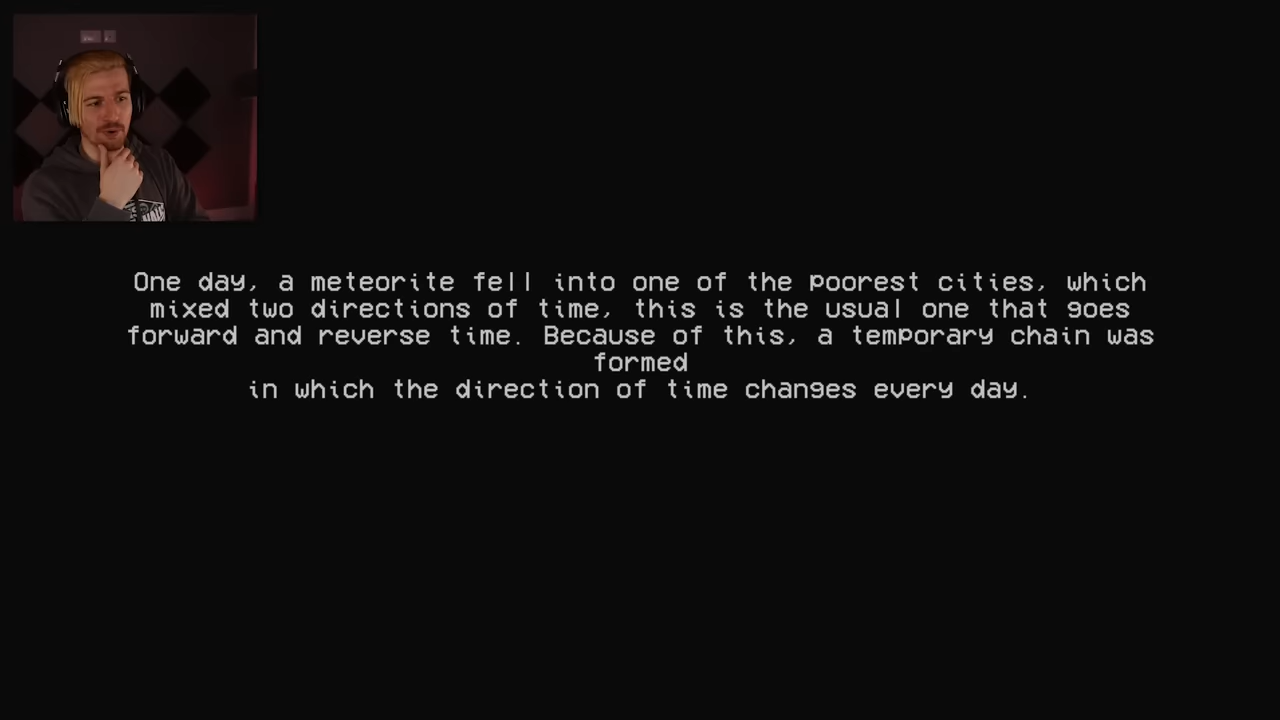 One day, a meteorite fell into one of the poorest cities, which
mixed two directions of time, this is the usual one that goes
forward and reverse time. Because of this, a temporary chain was
formed
in which the direction of time changes every day.